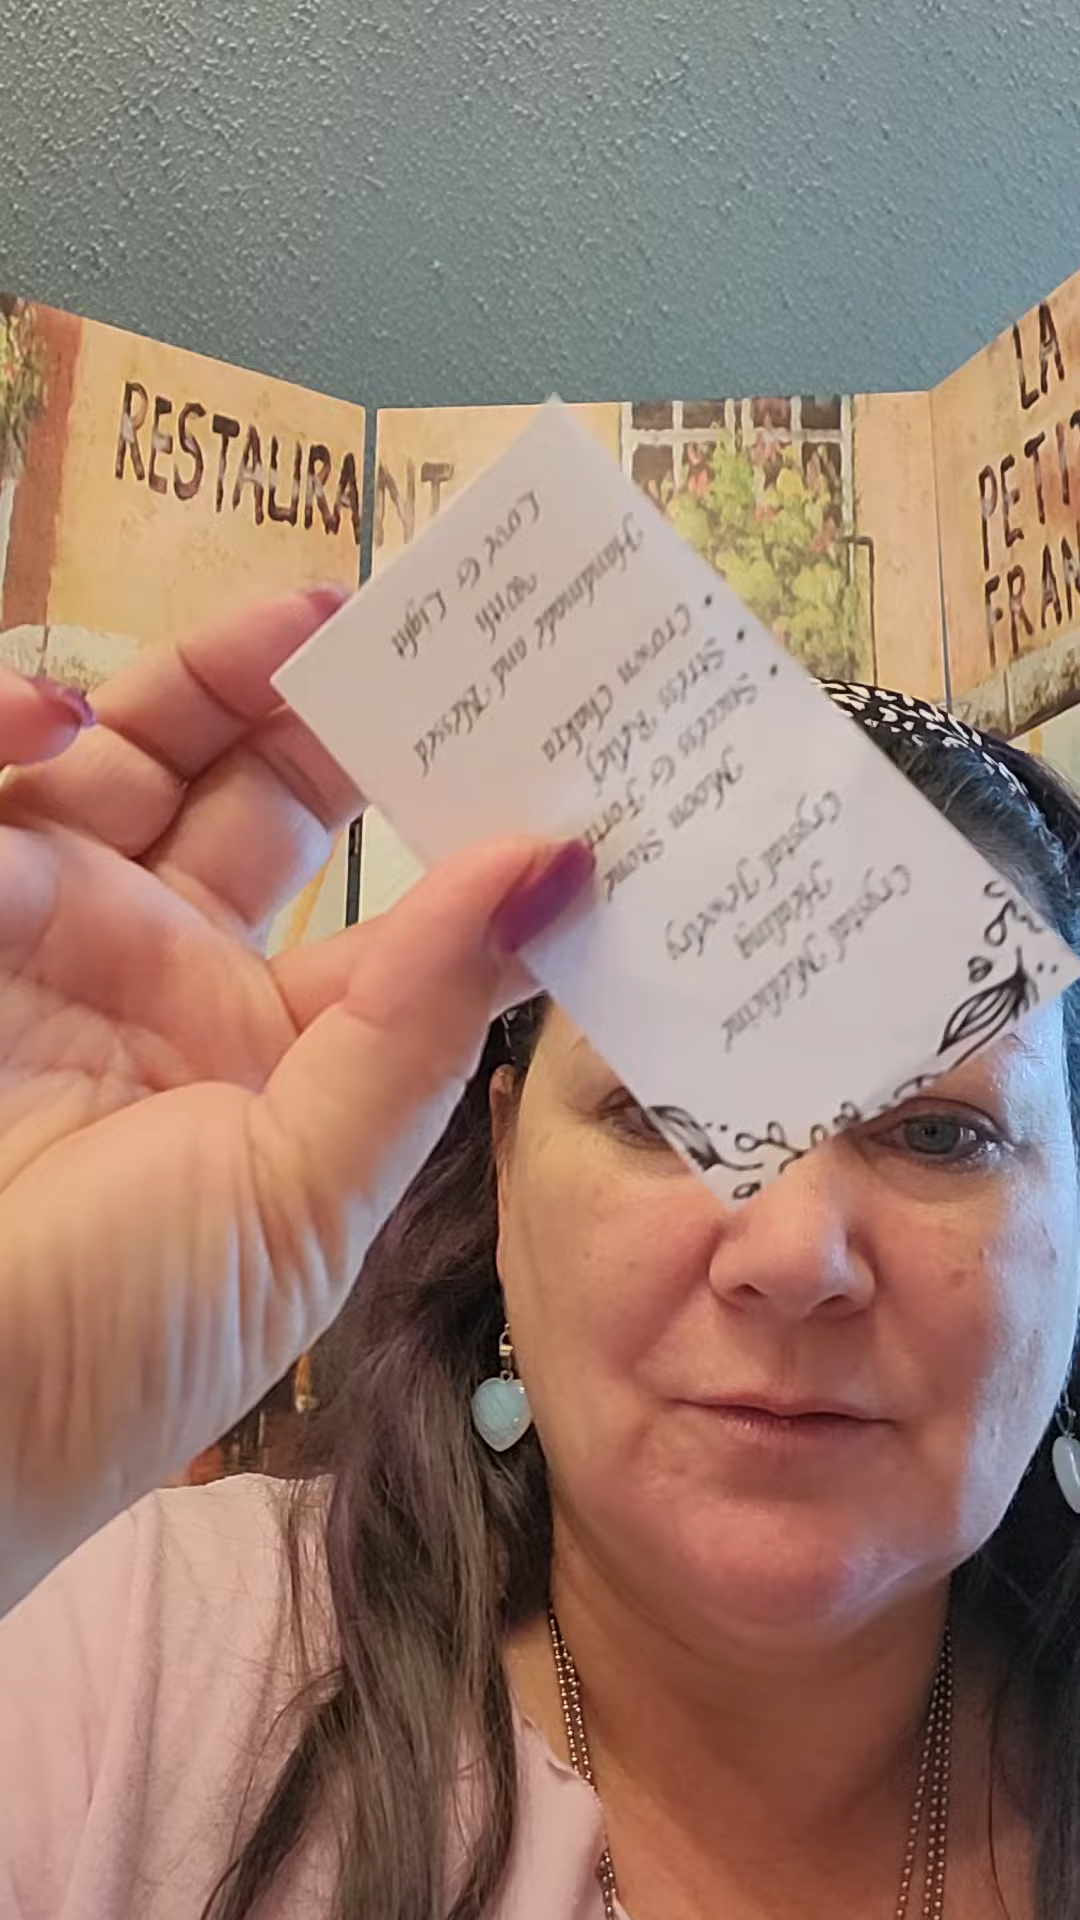 RESTAURANT
LA
PETIT
FRAN
Crystal Medicine
Healing
Crystal Jewelry
Moon Stone
• Success & Fortune
• Stress Relief
• Crown Chakra
Handmade and Blessed
With
Love & Light